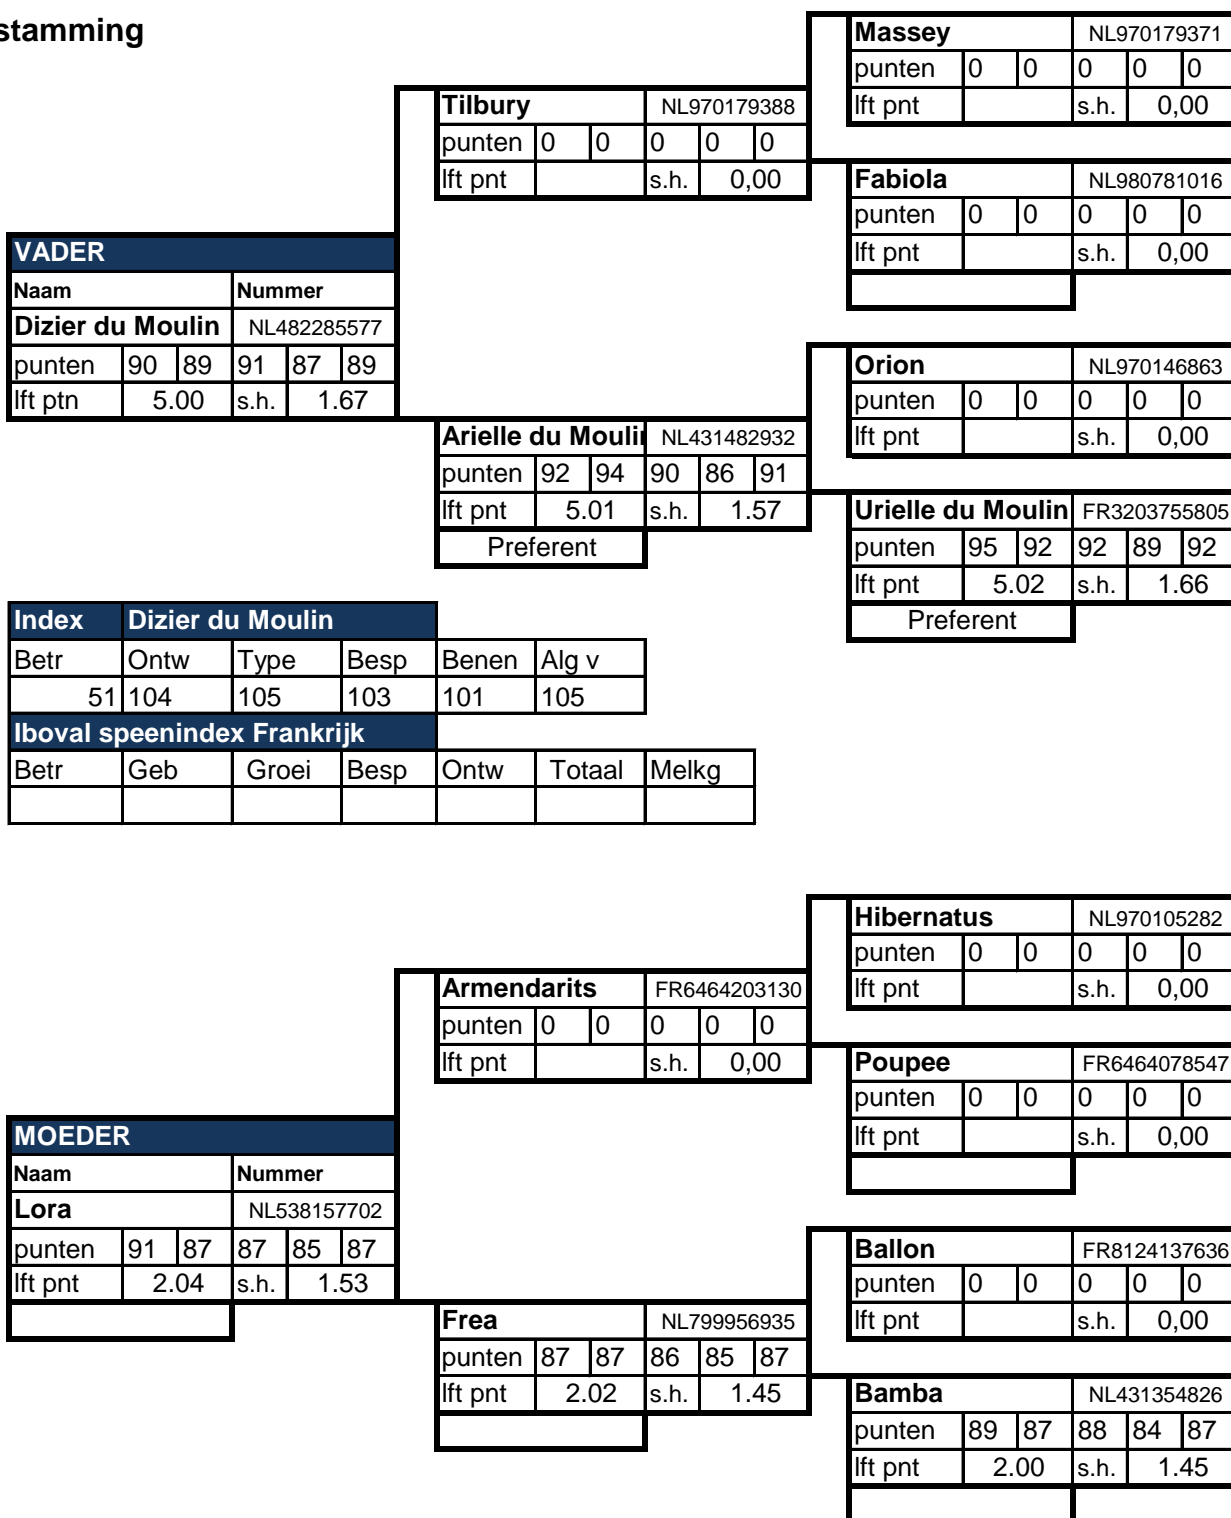 stamming
Massey NL970179371
punten 0 0 0 0 0
lft pnt s.h. 0,00
Tilbury NL970179388
punten 0 0 0 0 0
lft pnt s.h. 0,00
Fabiola NL980781016
punten 0 0 0 0 0
lft pnt s.h. 0,00
VADER
Naam Nummer
Dizier du Moulin NL482285577
punten 90 89 91 87 89
lft ptn 5.00 s.h. 1.67
Orion NL970146863
punten 0 0 0 0 0
lft pnt s.h. 0,00
Arielle du Moulin NL431482932
punten 92 94 90 86 91
lft pnt 5.01 s.h. 1.57
Preferent
Urielle du Moulin FR3203755805
punten 95 92 92 89 92
lft pnt 5.02 s.h. 1.66
Preferent
Index Dizier du Moulin
Betr Ontw Type Besp Benen Alg v
51 104 105 103 101 105
Iboval speenindex Frankrijk
Betr Geb Groei Besp Ontw Totaal Melkg
Hibernatus NL970105282
punten 0 0 0 0 0
lft pnt s.h. 0,00
Armendarits FR6464203130
punten 0 0 0 0 0
lft pnt s.h. 0,00
Poupee FR6464078547
punten 0 0 0 0 0
lft pnt s.h. 0,00
MOEDER
Naam Nummer
Lora NL538157702
punten 91 87 87 85 87
lft pnt 2.04 s.h. 1.53
Ballon FR8124137636
punten 0 0 0 0 0
lft pnt s.h. 0,00
Frea NL799956935
punten 87 87 86 85 87
lft pnt 2.02 s.h. 1.45
Bamba NL431354826
punten 89 87 88 84 87
lft pnt 2.00 s.h. 1.45